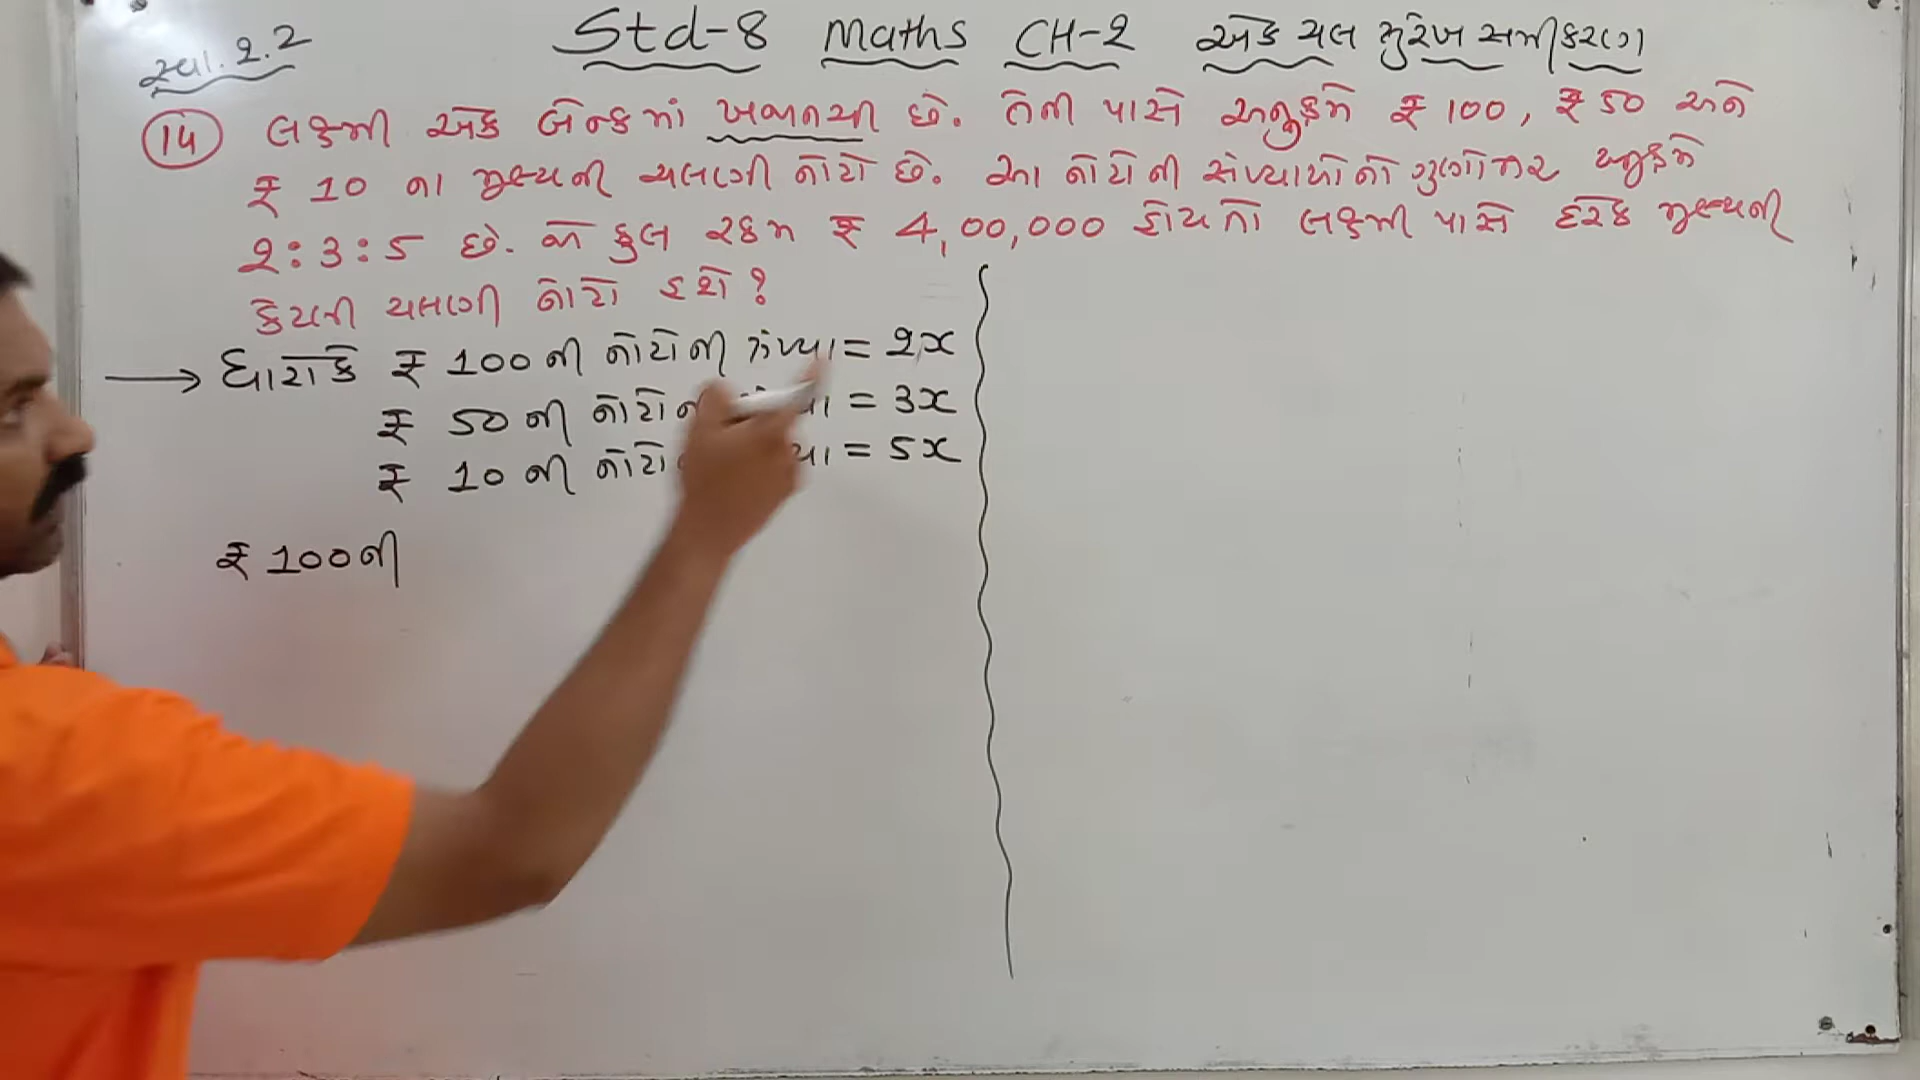 સ્વા. 2.2
Std-8 Maths CH-2 એક ચલ સુરેખ સમીકરણ
14 લક્ષ્મી એક બેન્કમાં ખજાનચી છે. તેની પાસે અનુક્રમે ₹ 100, ₹ 50 અને
₹ 10 ના મૂલ્યની ચલણી નોટો છે. આ નોટોની સંખ્યાઓનો ગુણોત્તર અનુક્રમે
2:3:5 છે. જો કુલ રકમ ₹ 4,00,000 હોય તો લક્ષ્મી પાસે દરેક મૂલ્યની
કેટલી ચલણી નોટો હશે?
→ ધારોકે ₹ 100 ની નોટોની સંખ્યા = 2x
₹ 50 ની નોટોની = 3x
₹ 10 ની = 5x
₹ 100 ની